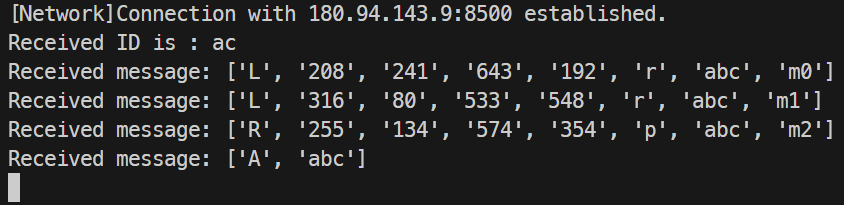 [Network]Connection with 180.94.143.9:8500 established.
Received ID is : ac
Received message: ['L', '208', '241', '643', '192', 'r', 'abc', 'm0']
Received message: ['L', '316', '80', '533', '548', 'r', 'abc', 'm1']
Received message: ['R', '255', '134', '574', '354', 'p', 'abc', 'm2']
Received message: ['A', 'abc']